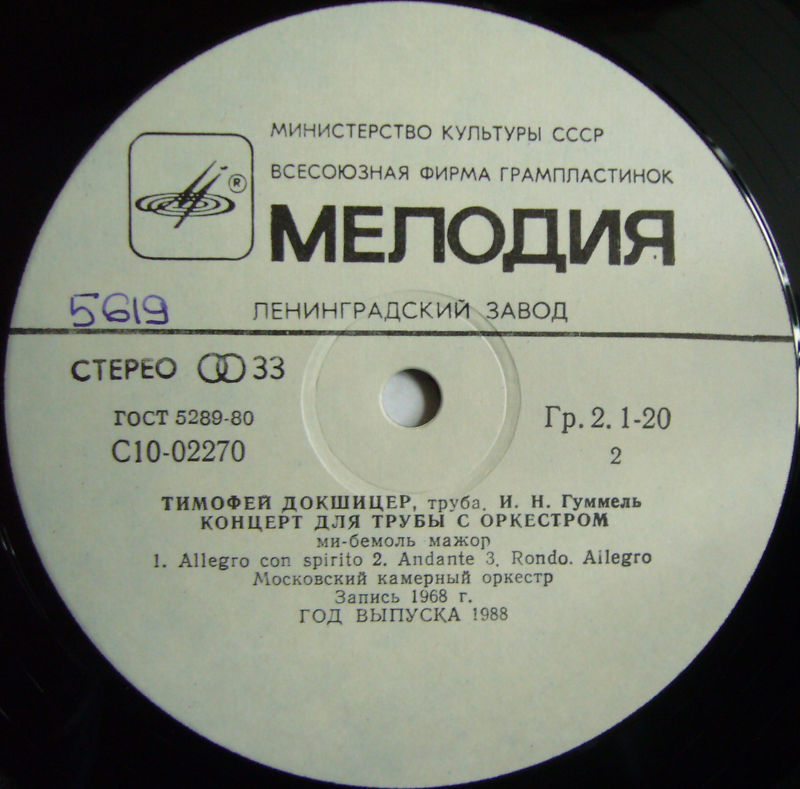 МИНИСТЕРСТВО КУЛЬТУРЫ СССР
ВСЕСОЮЗНАЯ ФИРМА ГРАМПЛАСТИНОК
®
МЕЛОДИЯ
5619
ЛЕНИНГРАДСКИЙ ЗАВОД
СТЕРЕО 33
ГОСТ 5289-80
Гр. 2. 1-20
С10-02270
2
ТИМОФЕЙ ДОКШИЦЕР, труба. И. Н. Гуммель
КОНЦЕРТ ДЛЯ ТРУБЫ С ОРКЕСТРОМ
ми-бемоль мажор
1. Allegro con spirito 2. Andante 3. Rondo. Allegro
Московский камерный оркестр
Запись 1968 г.
ГОД ВЫПУСКА 1988